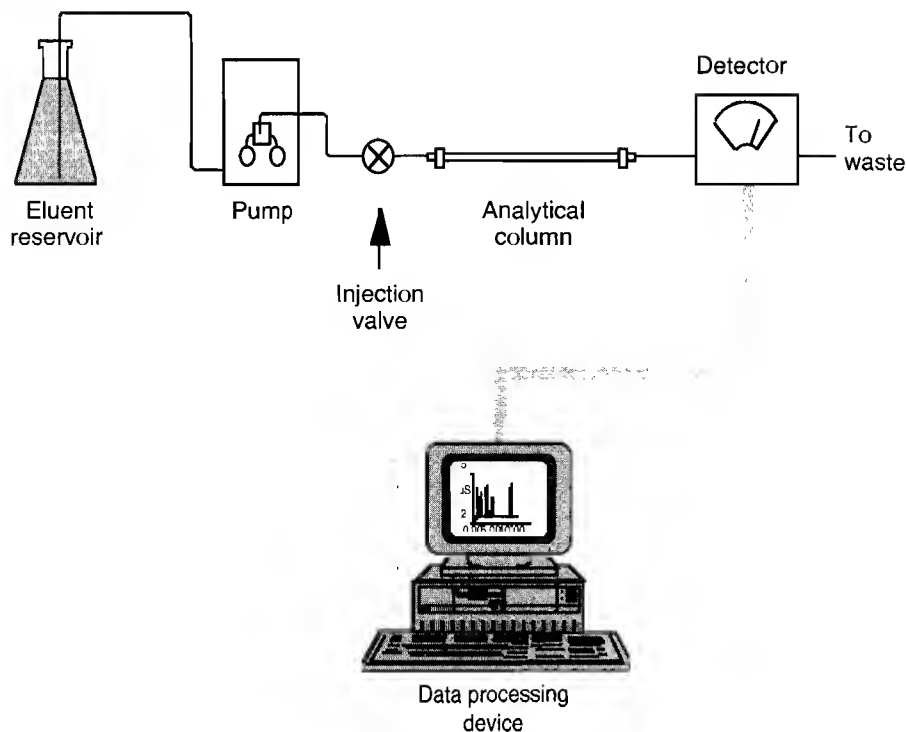 Detector
To
waste
Eluent
reservoir
Pump
Analytical
column
Injection
valve
Data processing
device